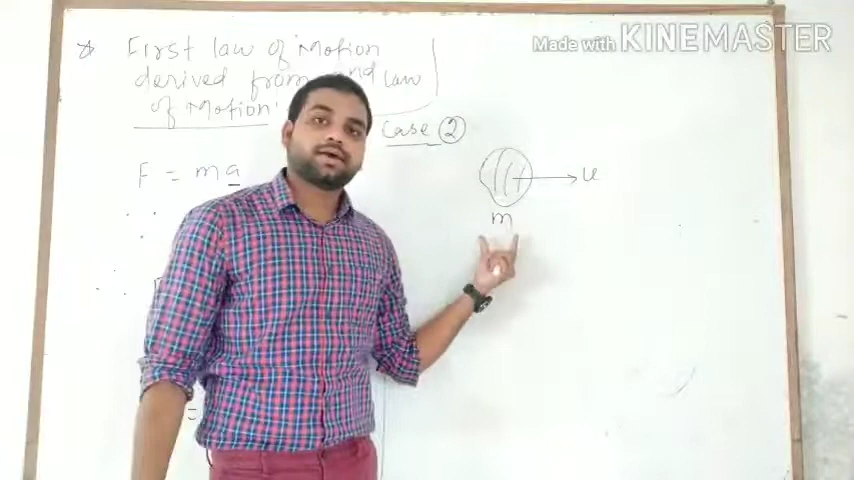 Made with KINEMASTER
First law of Motion
derived from 2nd law
of Motion
Case 2
F = ma
u
m
=